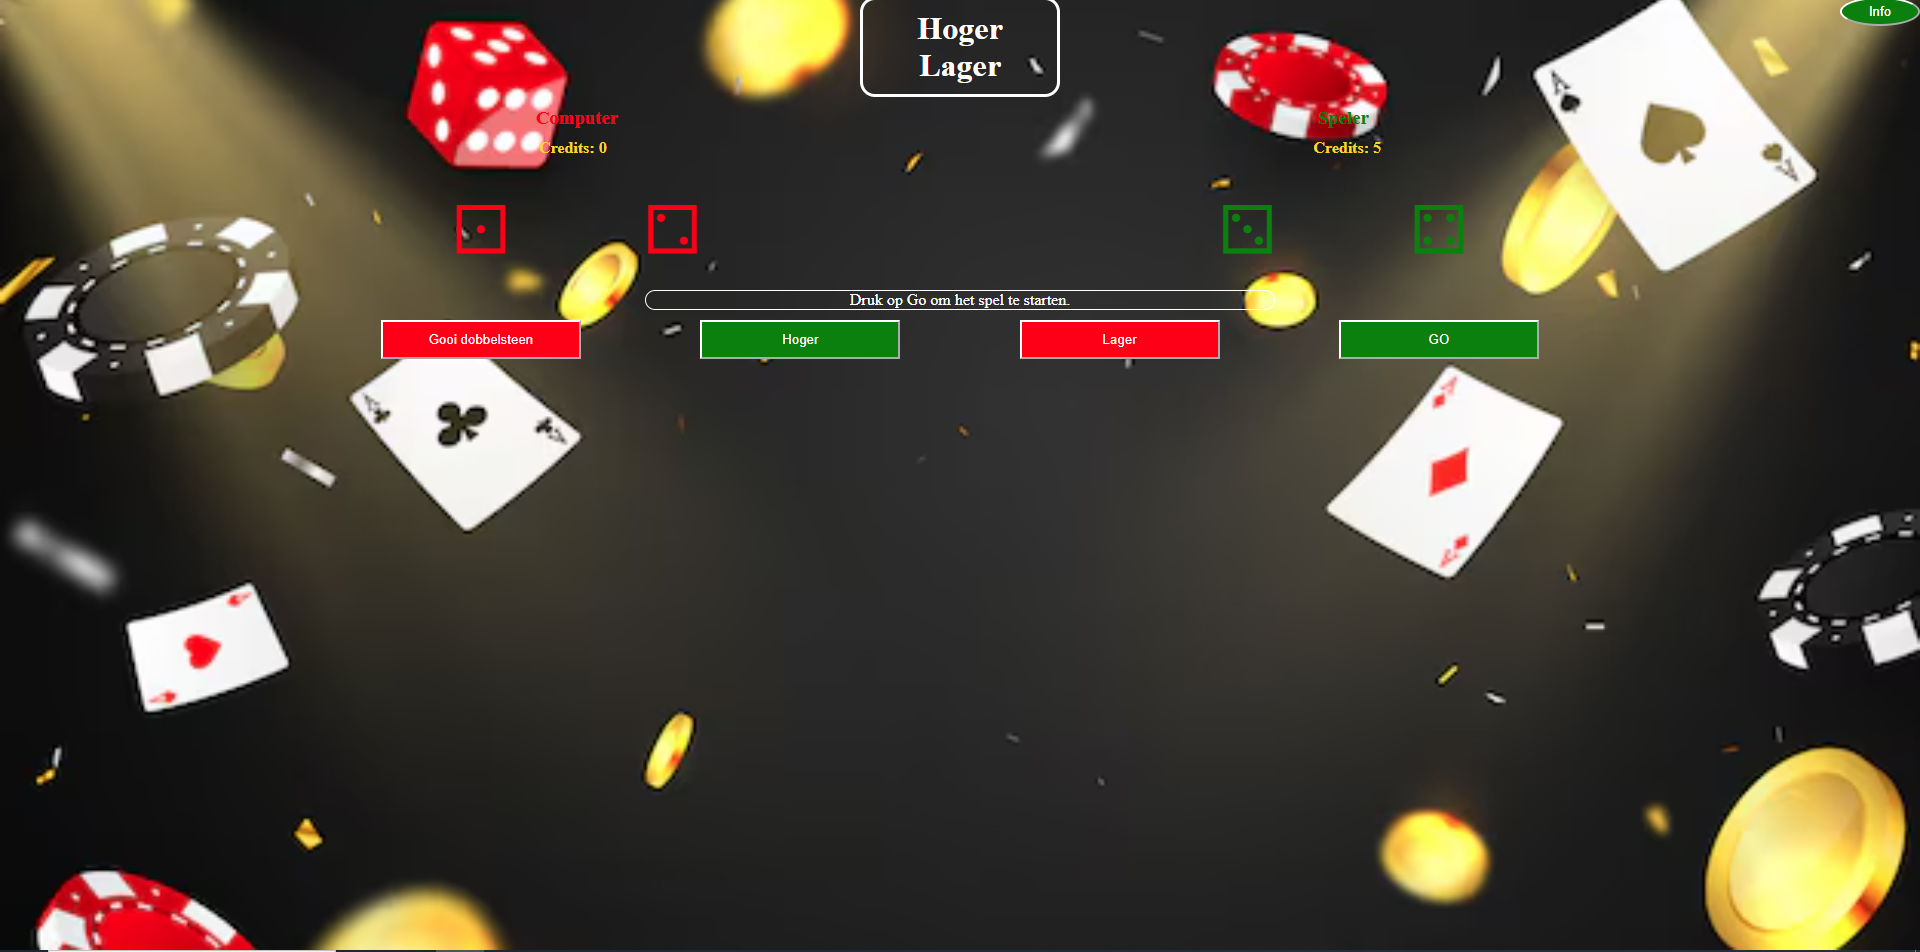 Hoger
Lager
Info
Computer
Speler
Credits: 0
Credits: 5
Druk op Go om het spel te starten.
Gooi dobbelsteen
Hoger
Lager
GO
A
A
A
A
A
A